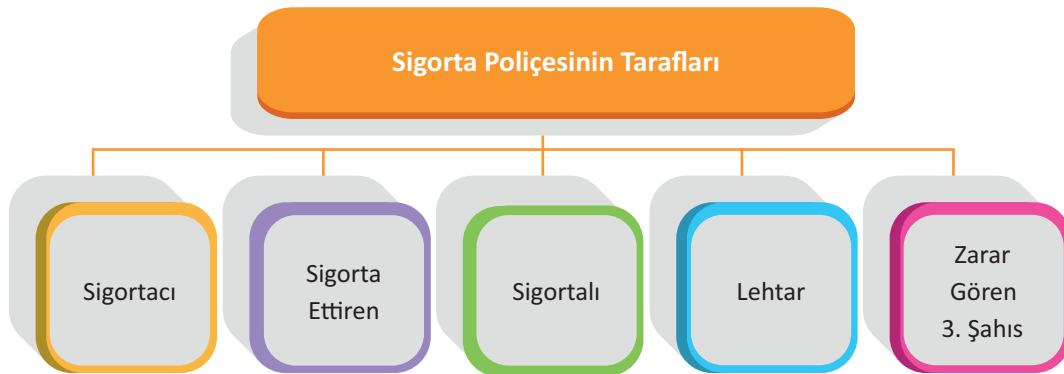 Sigorta Poliçesinin Tarafları
Sigortacı
Sigorta
Ettiren
Sigortalı
Lehtar
Zarar
Gören
3. Şahıs